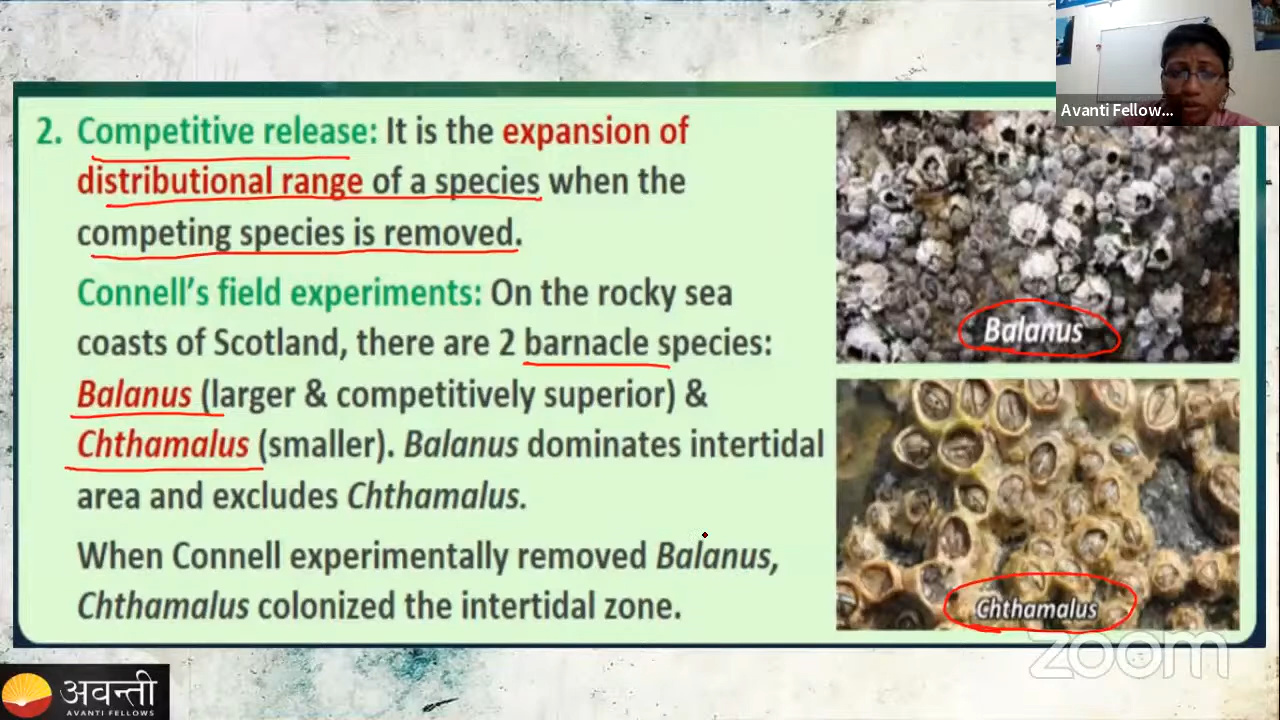 2. Competitive release: It is the expansion of
distributional range of a species when the
competing species is removed.
Connell's field experiments: On the rocky sea
coasts of Scotland, there are 2 barnacle species:
Balanus (larger & competitively superior) &
Chthamalus (smaller). Balanus dominates intertidal
area and excludes Chthamalus.
When Connell experimentally removed Balanus,
Chthamalus colonized the intertidal zone.
Balanus
Chthamalus
Avanti Fellow...
zoom
अवन्ती
AVANTI FELLOWS